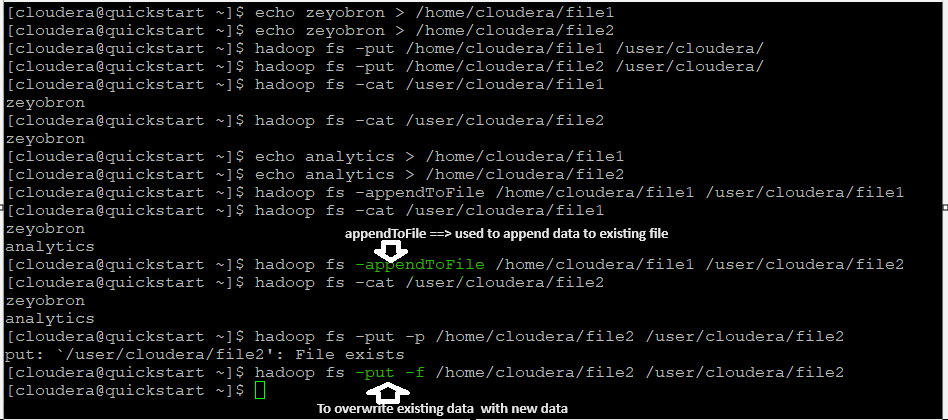 [cloudera@quickstart ~]$ echo zeyobron > /home/cloudera/file1
[cloudera@quickstart ~]$ echo zeyobron > /home/cloudera/file2
[cloudera@quickstart ~]$ hadoop fs -put /home/cloudera/file1 /user/cloudera/
[cloudera@quickstart ~]$ hadoop fs -put /home/cloudera/file2 /user/cloudera/
[cloudera@quickstart ~]$ hadoop fs -cat /user/cloudera/file1
zeyobron
[cloudera@quickstart ~]$ hadoop fs -cat /user/cloudera/file2
zeyobron
[cloudera@quickstart ~]$ echo analytics > /home/cloudera/file1
[cloudera@quickstart ~]$ echo analytics > /home/cloudera/file2
[cloudera@quickstart ~]$ hadoop fs -appendToFile /home/cloudera/file1 /user/cloudera/file1
[cloudera@quickstart ~]$ hadoop fs -cat /user/cloudera/file1
zeyobron
appendToFile ==> used to append data to existing file
analytics
[cloudera@quickstart ~]$ hadoop fs -appendToFile /home/cloudera/file1 /user/cloudera/file2
[cloudera@quickstart ~]$ hadoop fs -cat /user/cloudera/file2
zeyobron
analytics
[cloudera@quickstart ~]$ hadoop fs -put -p /home/cloudera/file2 /user/cloudera/file2
put: `/user/cloudera/file2': File exists
[cloudera@quickstart ~]$ hadoop fs -put -f /home/cloudera/file2 /user/cloudera/file2
[cloudera@quickstart ~]$
To overwrite existing data with new data